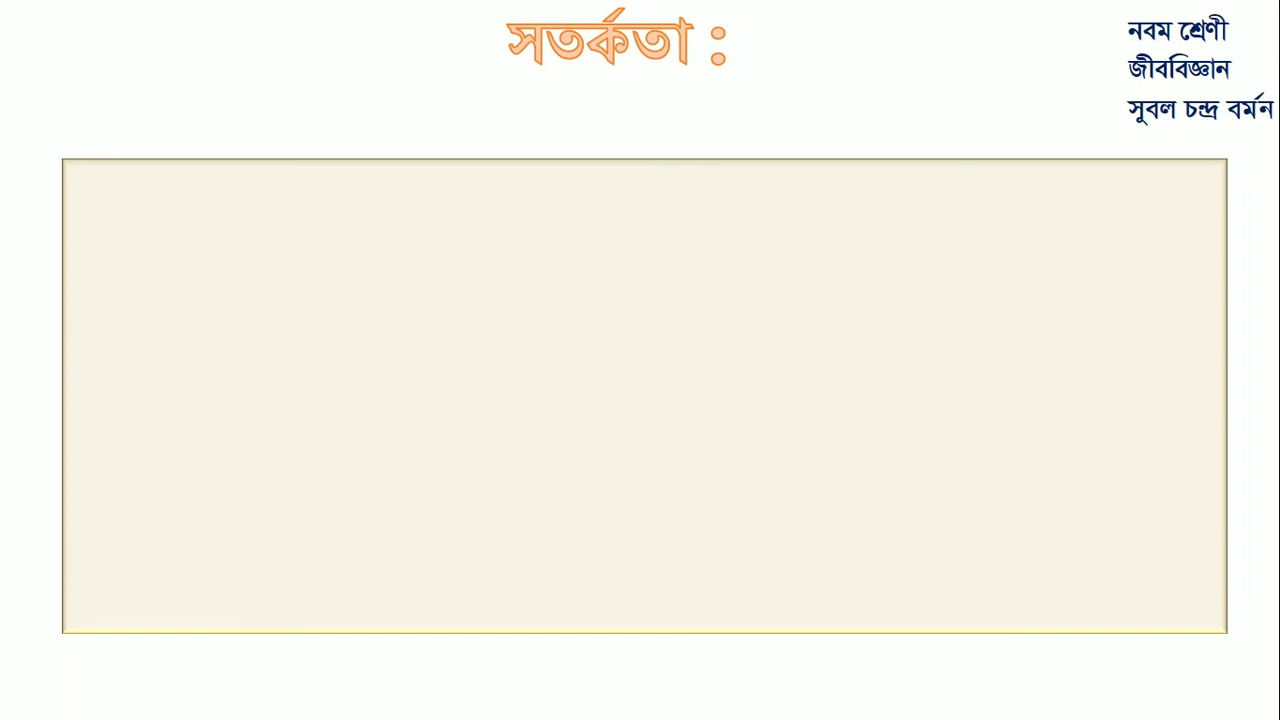 সতর্কতা :
নবম শ্রেণী
জীববিজ্ঞান
সুবল চন্দ্র বর্মন